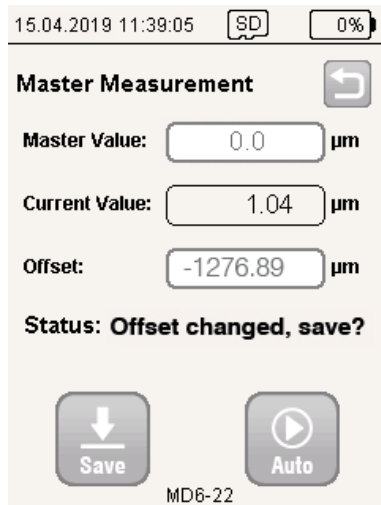 15.04.2019 11:39:05 SD 0%
Master Measurement
Master Value: 0.0 µm
Current Value: 1.04 µm
Offset: -1276.89 µm
Status: Offset changed, save?
Save Auto
MD6-22